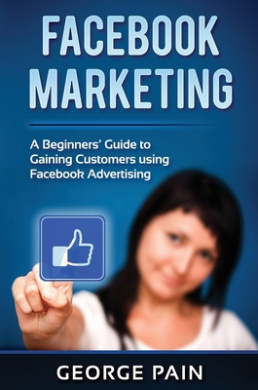 FACEBOOK
MARKETING
A Beginners' Guide to
Gaining Customers using
Facebook Advertising
GEORGE PAIN